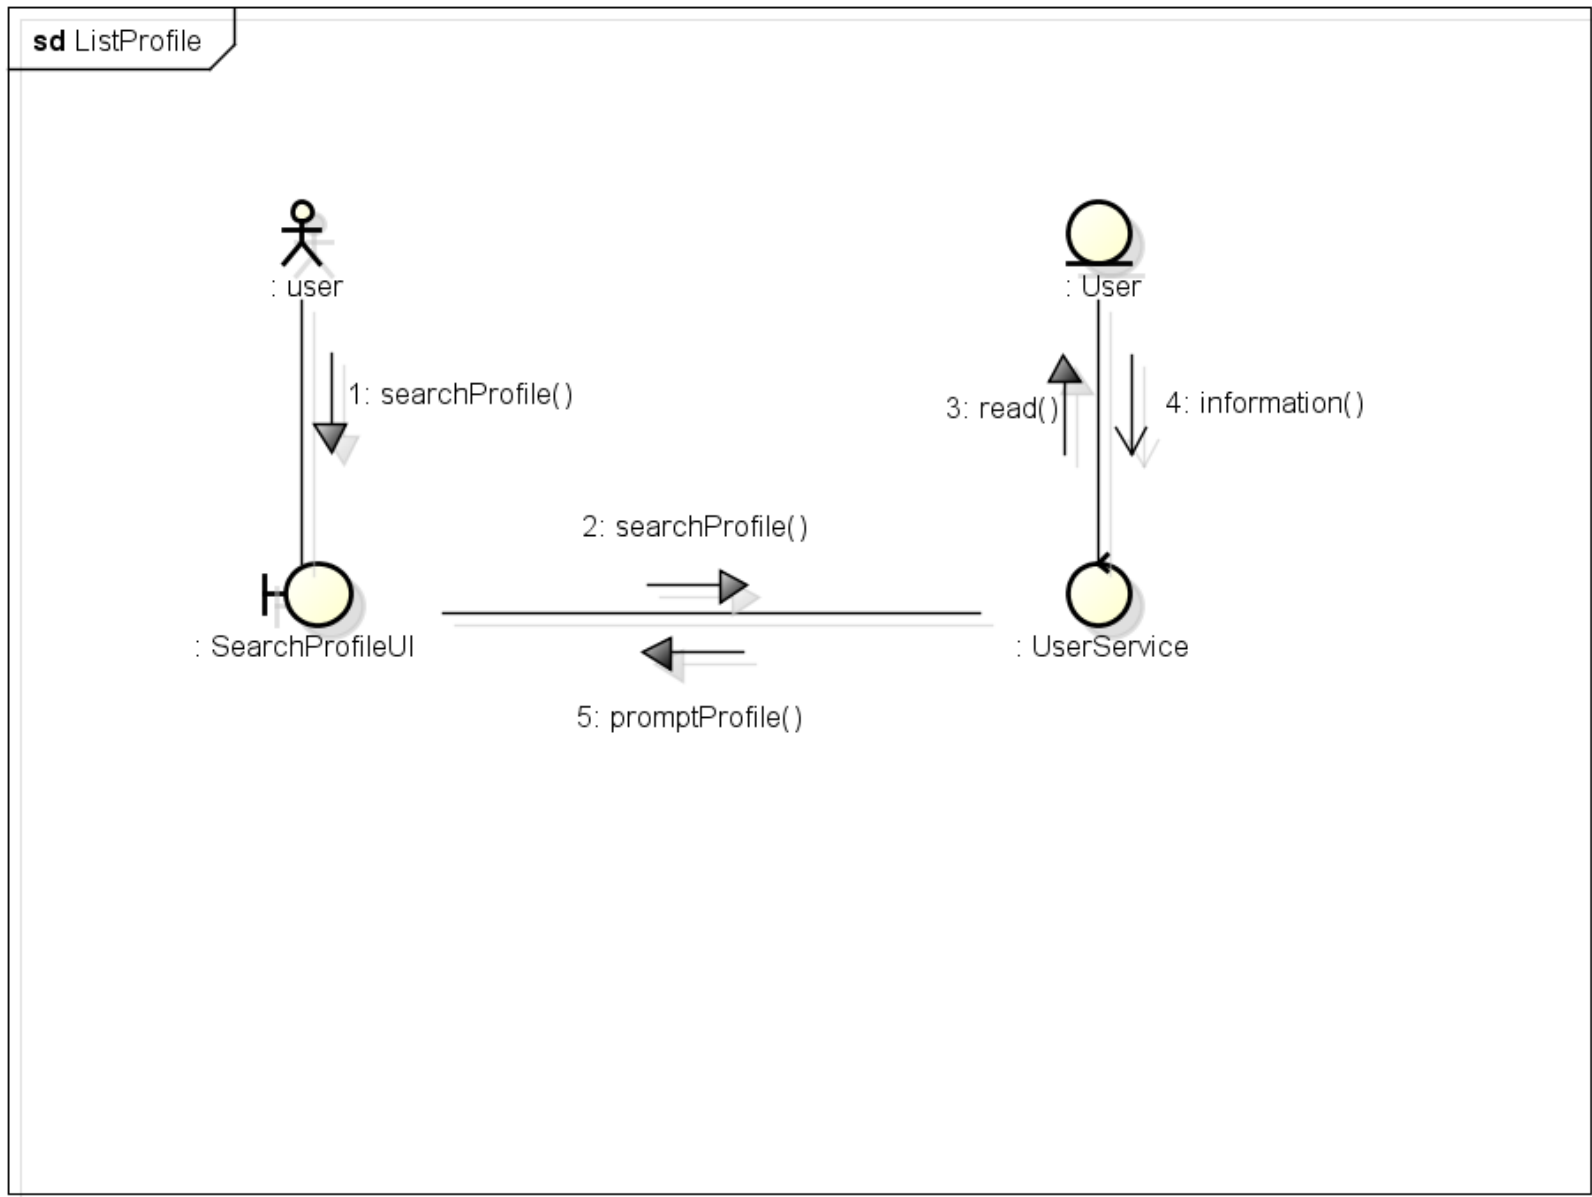 sd ListProfile
: user
: User
1: searchProfile()
3: read()
4: information()
2: searchProfile()
: SearchProfileUI
: UserService
5: promptProfile()